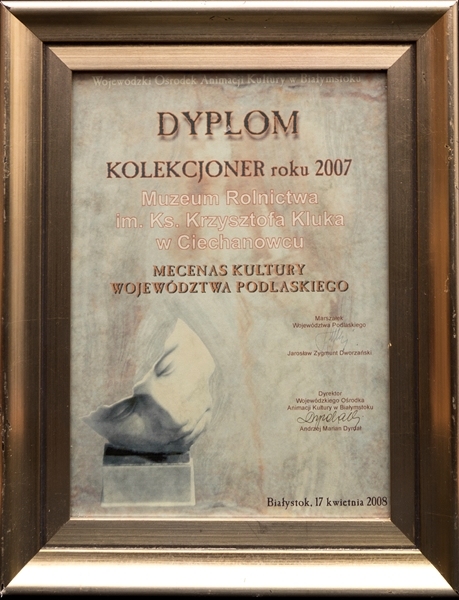 Wojewódzki Ośrodek Animacji Kultury w Białymstoku
DYPLOM
KOLEKCJONER roku 2007
Muzeum Rolnictwa
im. Ks. Krzysztofa Kluka
w Ciechanowcu
MECENAS KULTURY
WOJEWÓDZTWA PODLASKIEGO
Marszałek
Województwa Podlaskiego
Jarosław Zygmunt Dworzański
Dyrektor
Wojewódzkiego Ośrodka
Animacji Kultury w Białymstoku
Andrzej Marian Dyrdał
Białystok, 17 kwietnia 2008